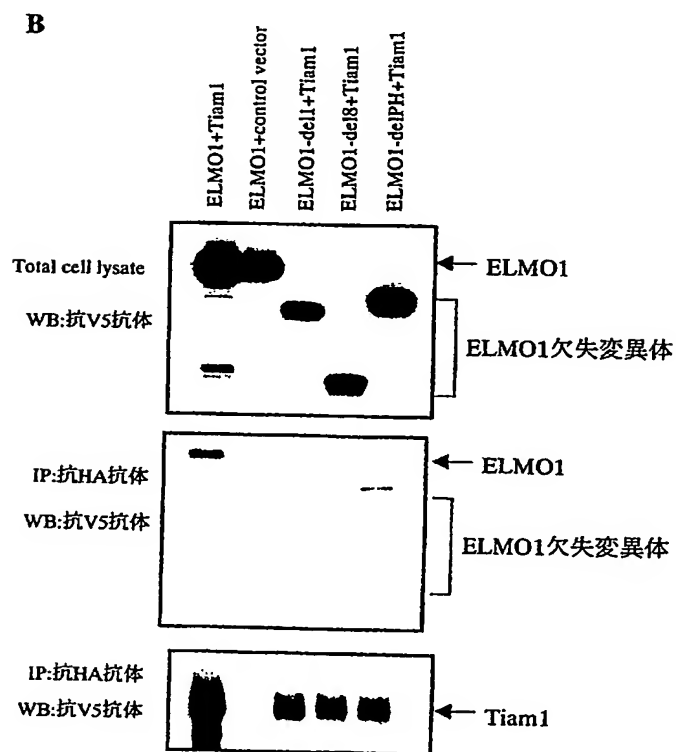 B
ELMO1+Tiam1
ELMO1+control vector
ELMO1-del1+Tiam1
ELMO1-del8+Tiam1
ELMO1-delPH+Tiam1
Total cell lysate
WB:抗V5抗体
ELMO1
ELMO1欠失変異体
IP:抗HA抗体
WB:抗V5抗体
ELMO1
ELMO1欠失変異体
IP:抗HA抗体
WB:抗V5抗体
Tiam1